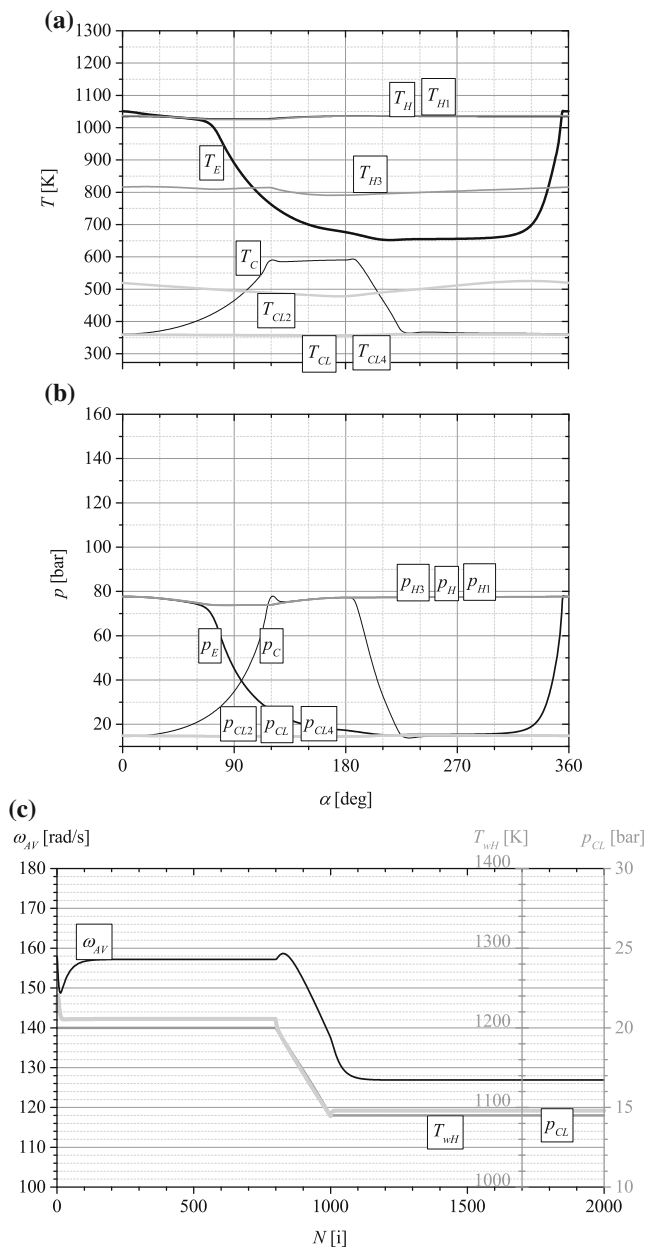 (a)
1300
1200
1100
1000
900
800
700
600
500
400
300
T [K]
T_H T_H1
T_E
T_H3
T_C
T_CL2
T_CL T_CL4
(b)
160
140
120
100
80
60
40
20
p [bar]
p_H3 p_H p_H1
p_E p_C
p_CL2 p_CL p_CL4
0 90 180 270 360
α [deg]
(c)
ω_AV [rad/s] T_wH [K] p_CL [bar]
180
170
160
150
140
130
120
110
100
1400
1300
1200
1100
1000
30
25
20
15
10
ω_AV
T_wH p_CL
0 500 1000 1500 2000
N [i]